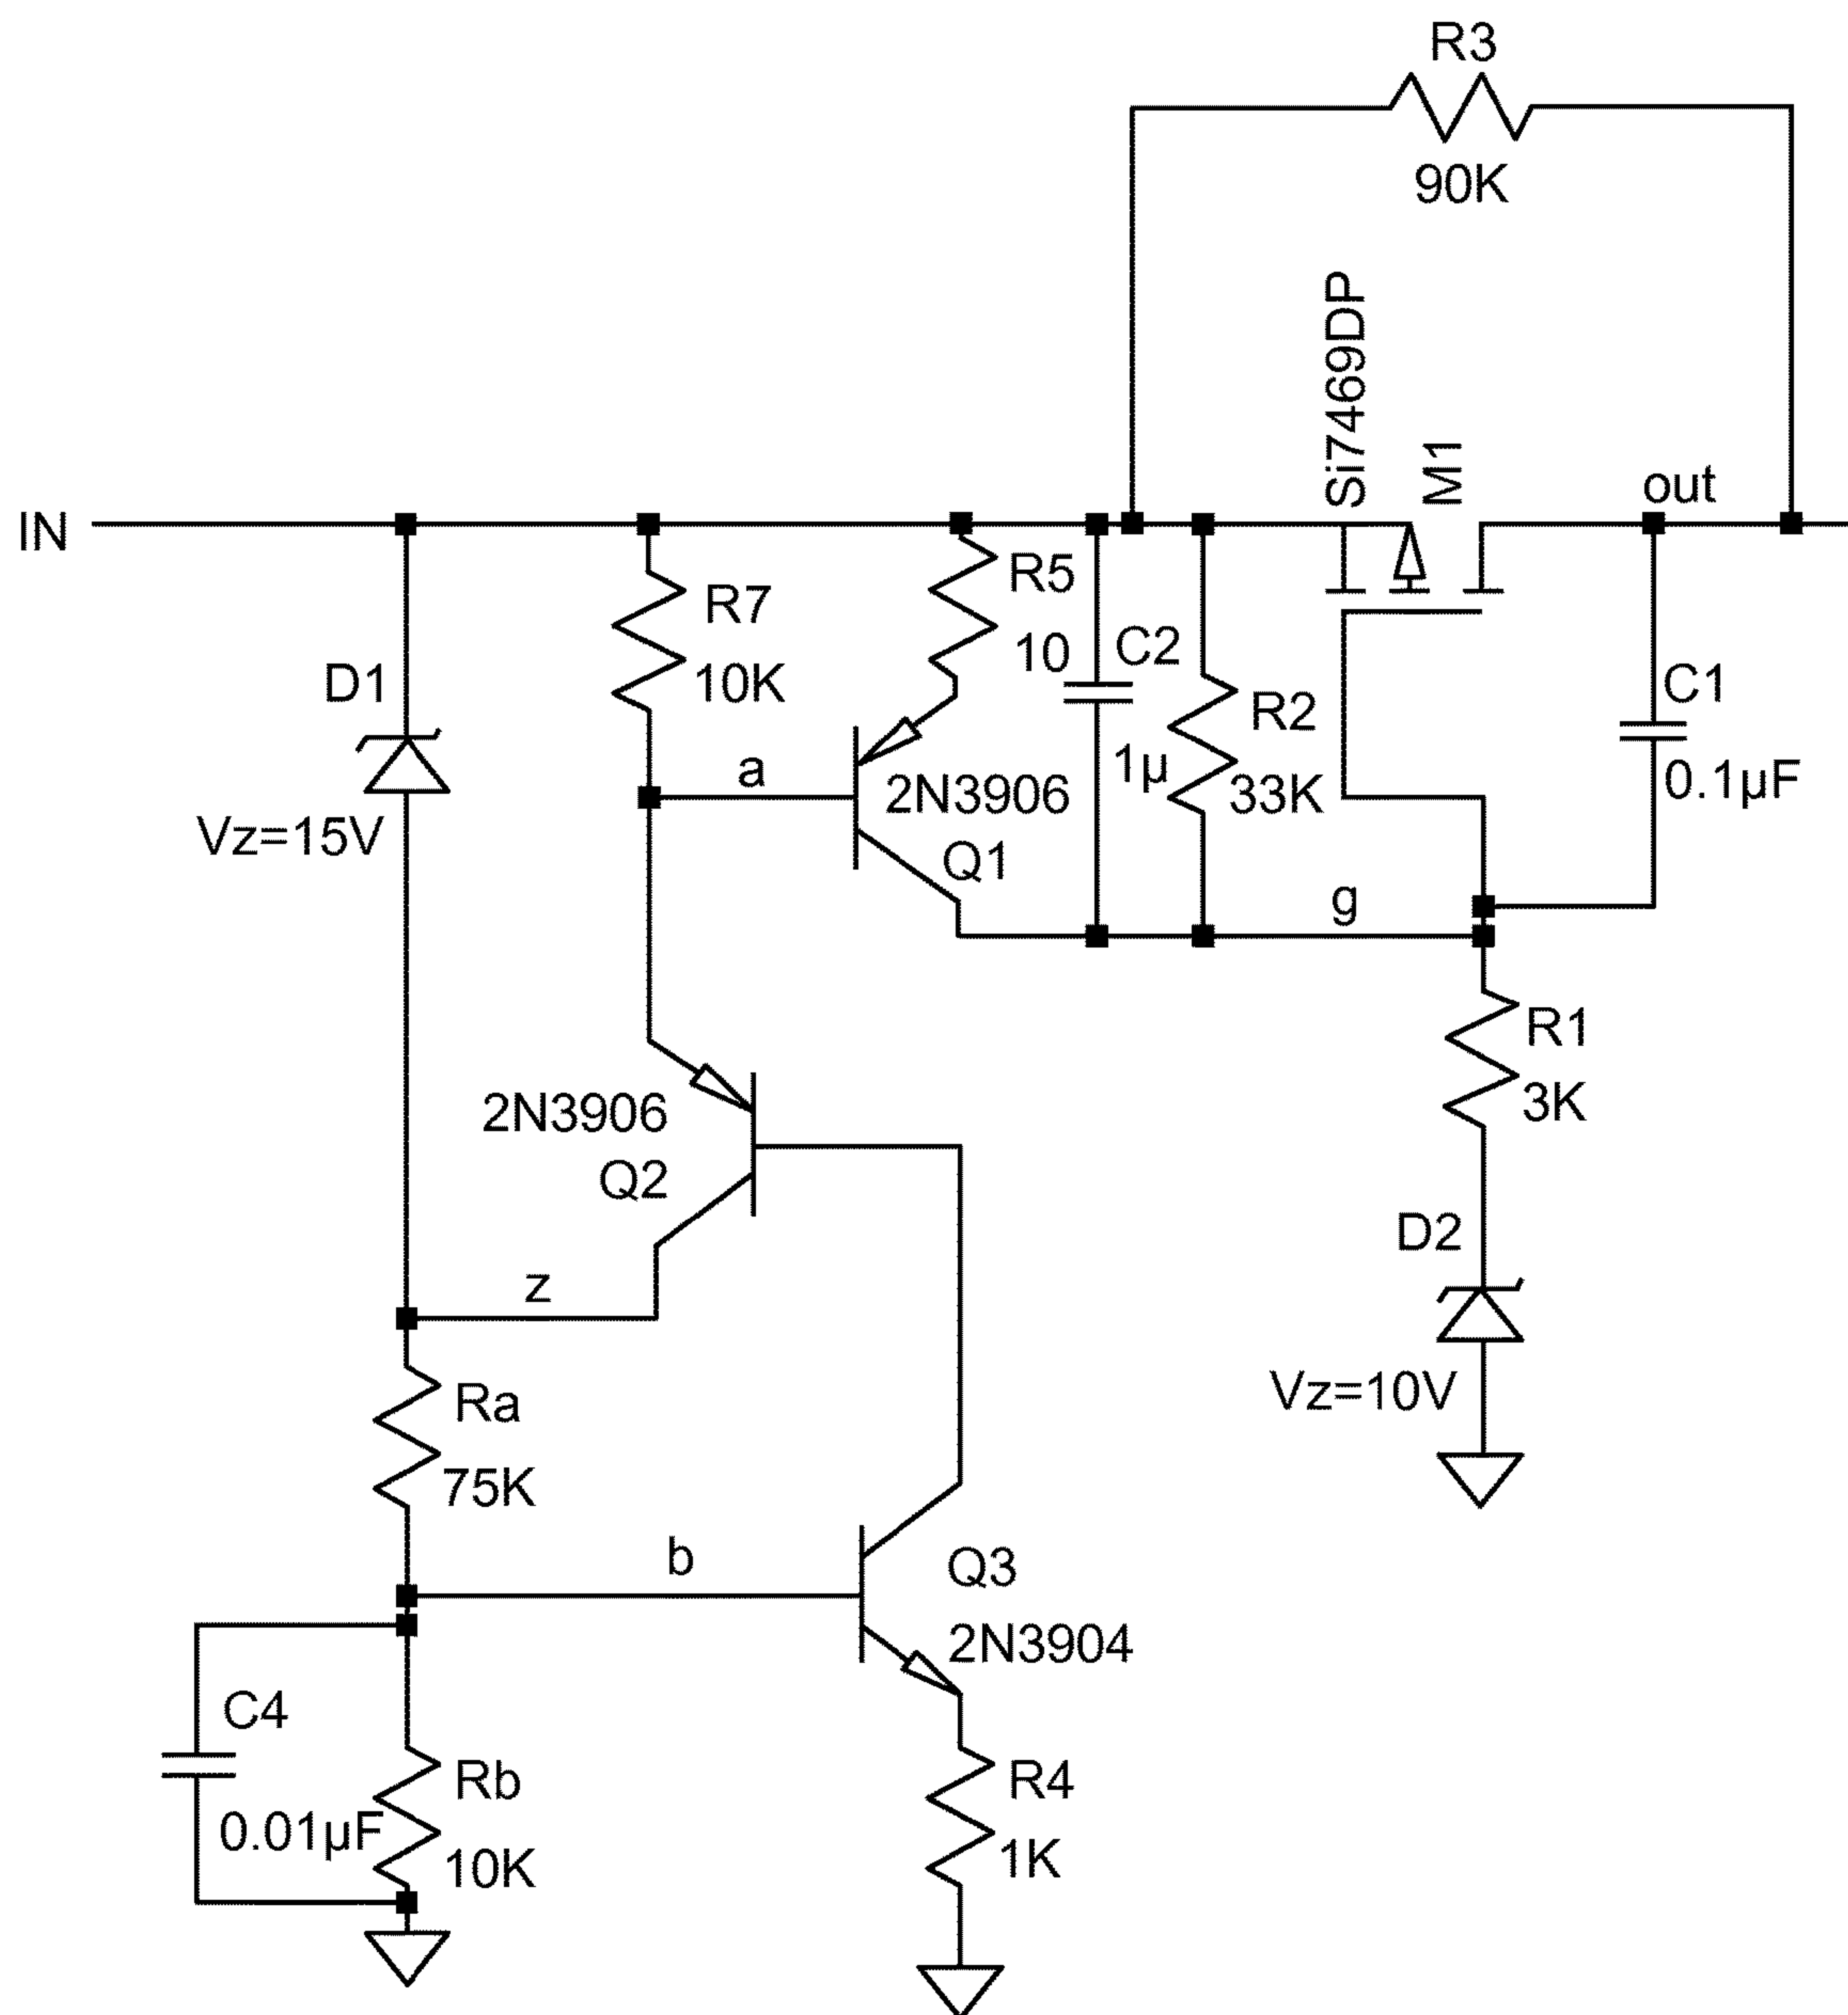 R3
90K
Si7469DP
M1
out
IN
R7
10K
R5
10
C2
1µ
R2
33K
C1
0.1µF
D1
Vz=15V
a
2N3906
Q1
g
R1
3K
2N3906
Q2
D2
Vz=10V
z
Ra
75K
b
Q3
2N3904
C4
0.01µF
Rb
10K
R4
1K